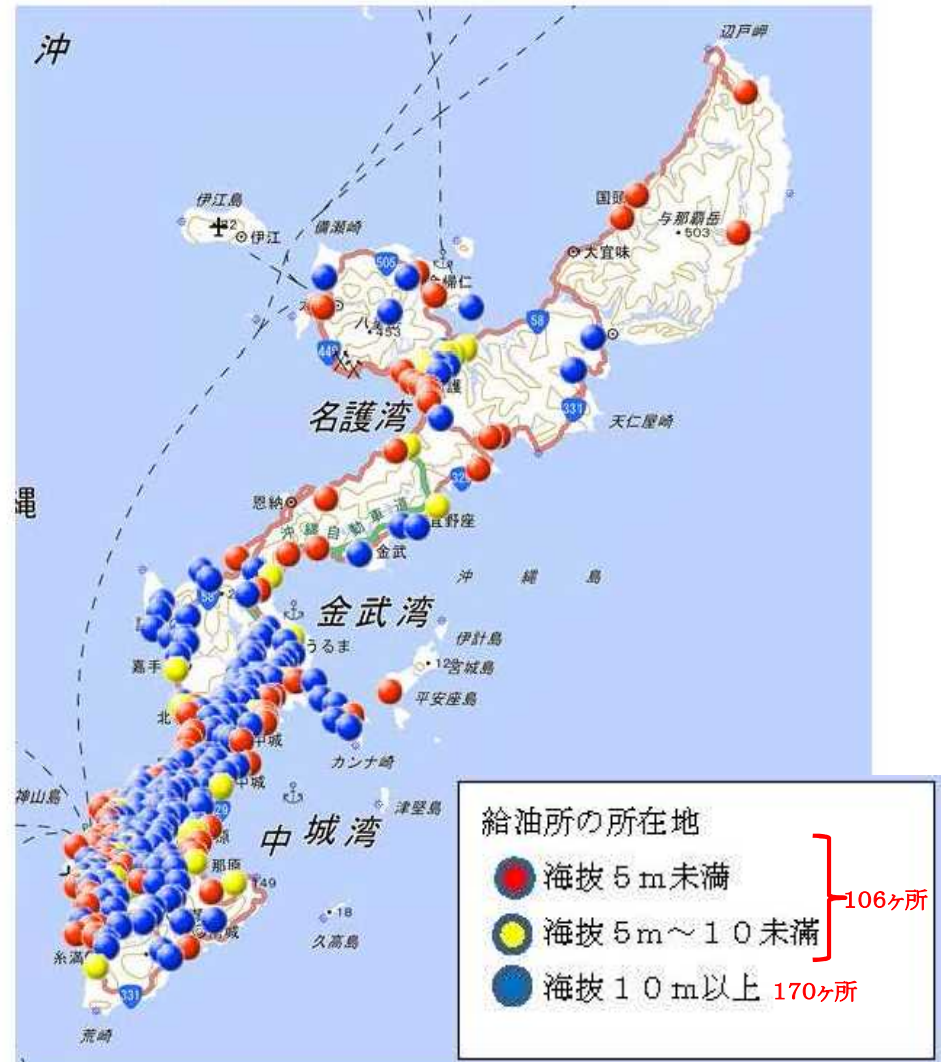 沖
辺戸岬
伊江島
32
伊江
備瀬崎
国頭
与那覇岳
503
大宜味
505
帰仁
58
449
453
護
名護湾
331
天仁屋崎
恩納
縄
沖縄自動車道
宜野座
金武
沖縄島
58
金武湾
うるま
伊計島
宮城島
嘉手
平安座島
北
中城
カンナ崎
中城
神山島
津堅島
原
中城湾
那原
149
18
久高島
糸満
331
荒崎
給油所の所在地
海抜5m未満
海抜5m~10未満
海抜10m以上
106ヶ所
170ヶ所